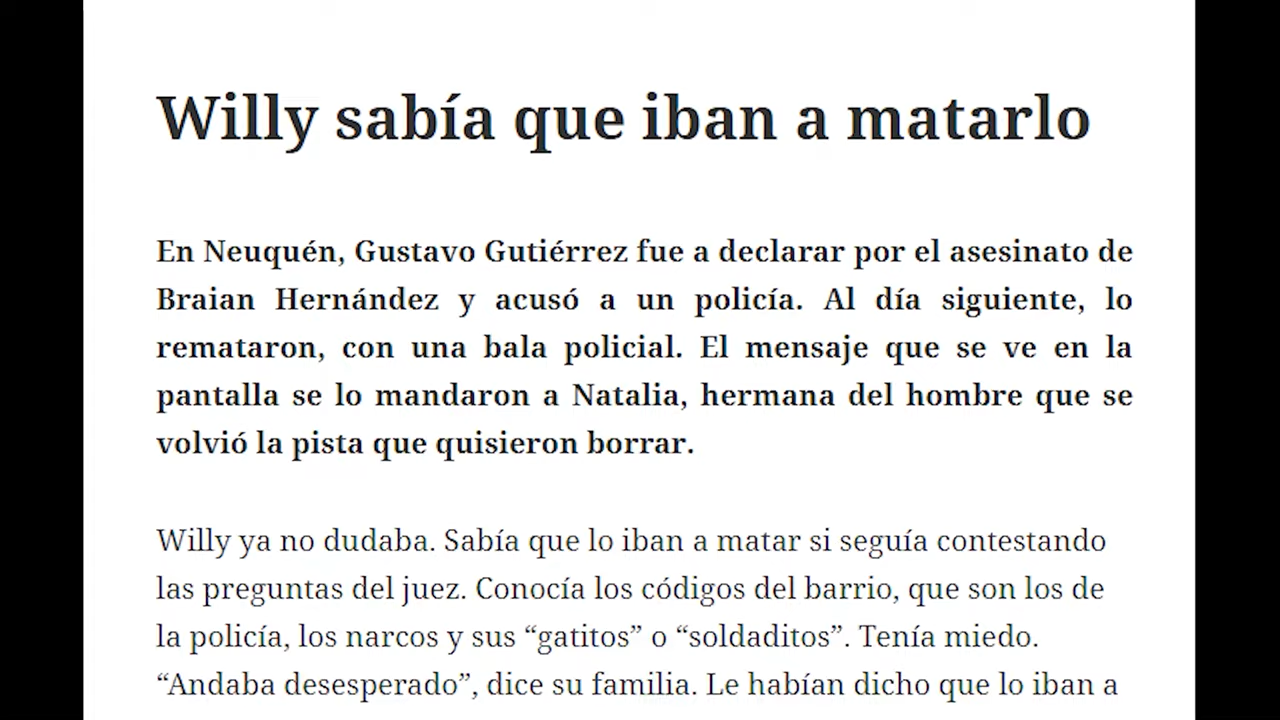 Willy sabía que iban a matarlo
En Neuquén, Gustavo Gutiérrez fue a declarar por el asesinato de
Braian Hernández y acusó a un policía. Al día siguiente, lo
remataron, con una bala policial. El mensaje que se ve en la
pantalla se lo mandaron a Natalia, hermana del hombre que se
volvió la pista que quisieron borrar.
Willy ya no dudaba. Sabía que lo iban a matar si seguía contestando
las preguntas del juez. Conocía los códigos del barrio, que son los de
la policía, los narcos y sus “gatitos” o “soldaditos”. Tenía miedo.
“Andaba desesperado”, dice su familia. Le habían dicho que lo iban a